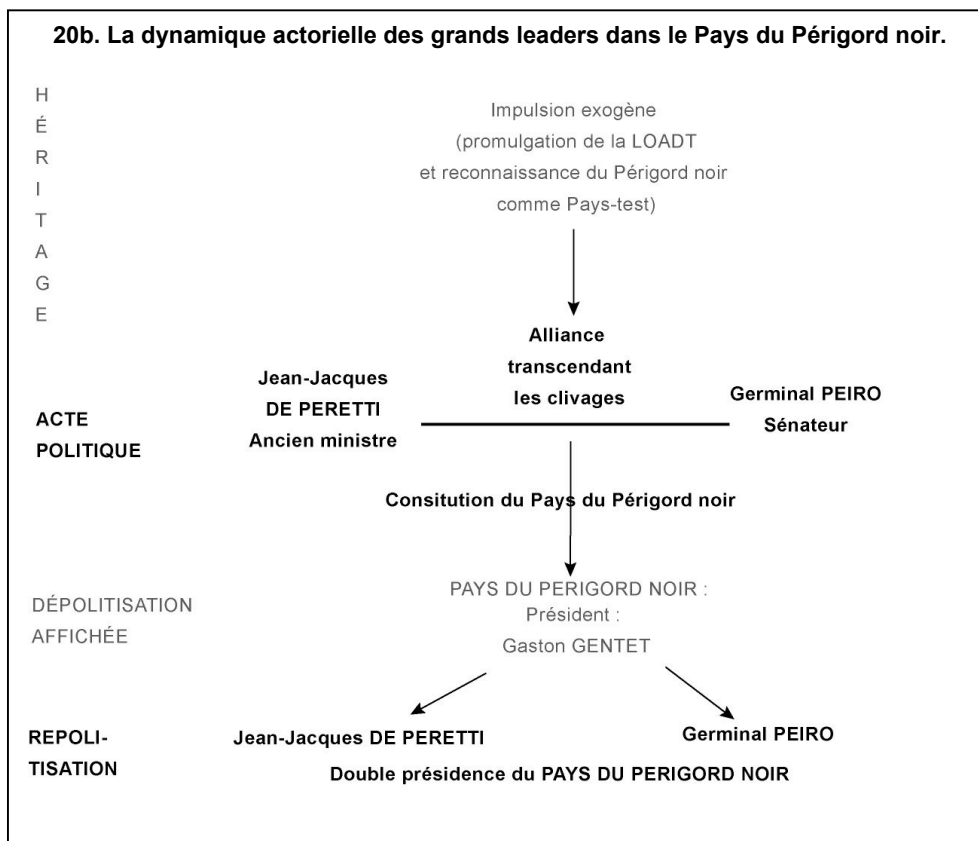 20b. La dynamique actorielle des grands leaders dans le Pays du Périgord noir.
H
É
R
I
T
A
G
E
Impulsion exogène
(promulgation de la LOADT
et reconnaissance du Périgord noir
comme Pays-test)
Alliance
transcendant
les clivages
Jean-Jacques
DE PERETTI
Ancien ministre
Germinal PEIRO
Sénateur
ACTE
POLITIQUE
Consitution du Pays du Périgord noir
DÉPOLITISATION
AFFICHÉE
PAYS DU PERIGORD NOIR :
Président :
Gaston GENTET
REPOLI-
TISATION
Jean-Jacques DE PERETTI
Germinal PEIRO
Double présidence du PAYS DU PERIGORD NOIR